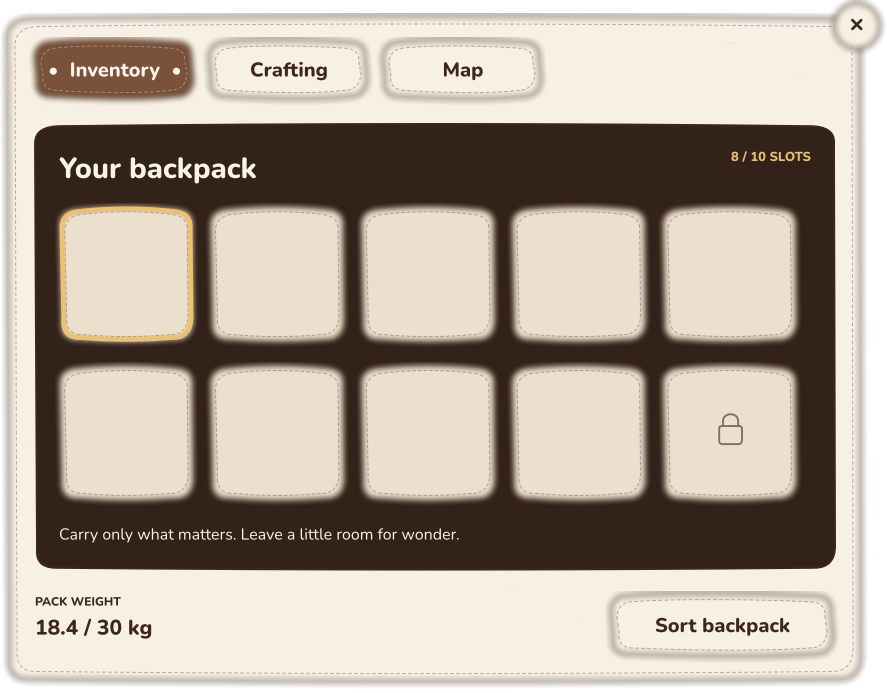 Inventory
Crafting
Map
Your backpack
8 / 10 SLOTS
Carry only what matters. Leave a little room for wonder.
PACK WEIGHT
18.4 / 30 kg
Sort backpack